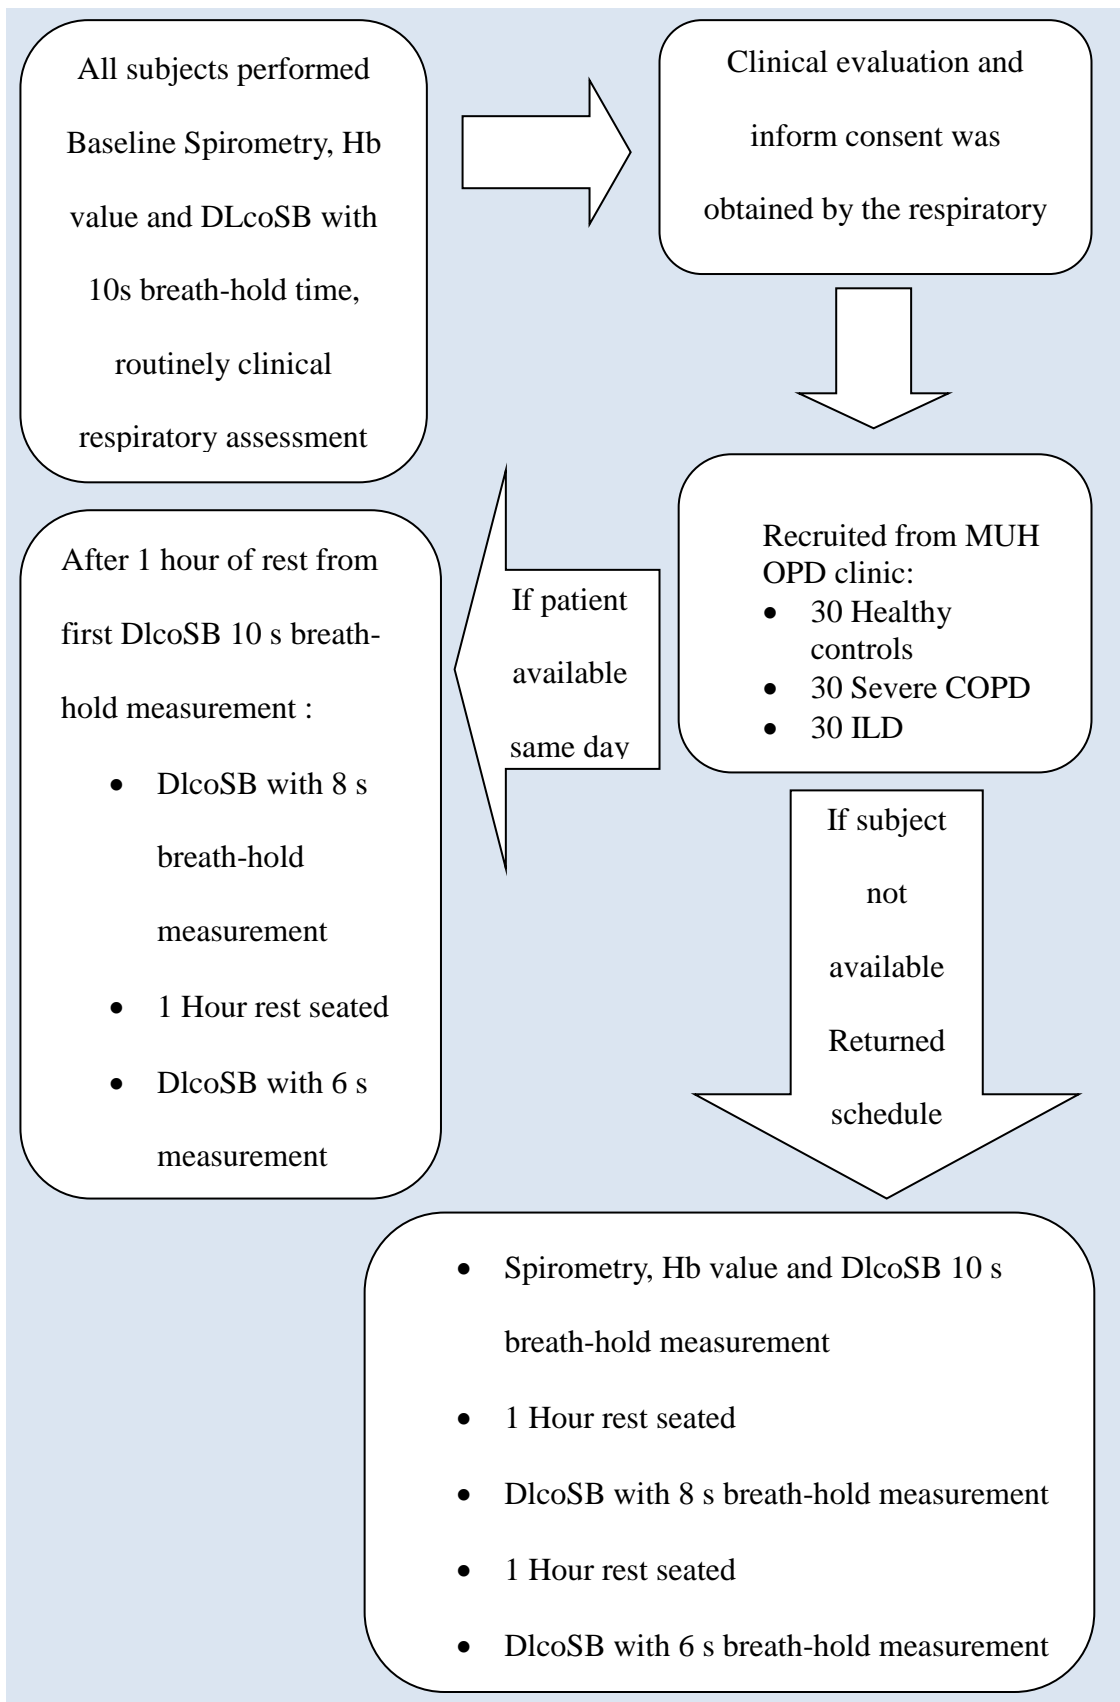 All subjects performed
Baseline Spirometry, Hb
value and DLcoSB with
10s breath-hold time,
routinely clinical
respiratory assessment
Clinical evaluation and
inform consent was
obtained by the respiratory
Recruited from MUH
OPD clinic:
• 30 Healthy
controls
• 30 Severe COPD
• 30 ILD
If patient
available
same day
After 1 hour of rest from
first DlcoSB 10 s breath-
hold measurement :
• DlcoSB with 8 s
breath-hold
measurement
• 1 Hour rest seated
• DlcoSB with 6 s
measurement
If subject
not
available
Returned
schedule
• Spirometry, Hb value and DlcoSB 10 s
breath-hold measurement
• 1 Hour rest seated
• DlcoSB with 8 s breath-hold measurement
• 1 Hour rest seated
• DlcoSB with 6 s breath-hold measurement